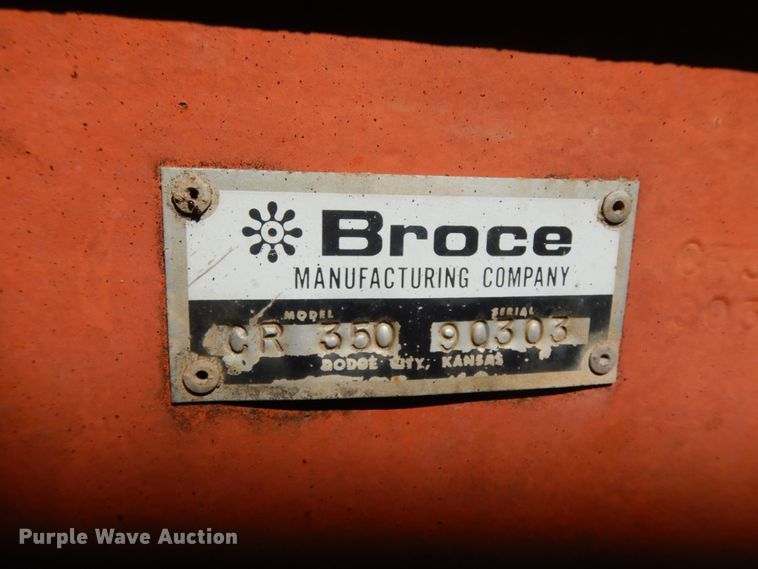 Broce
MANUFACTURING COMPANY
MODEL SERIAL
CR 350 90303
DODGE CITY, KANSAS
Purple Wave Auction